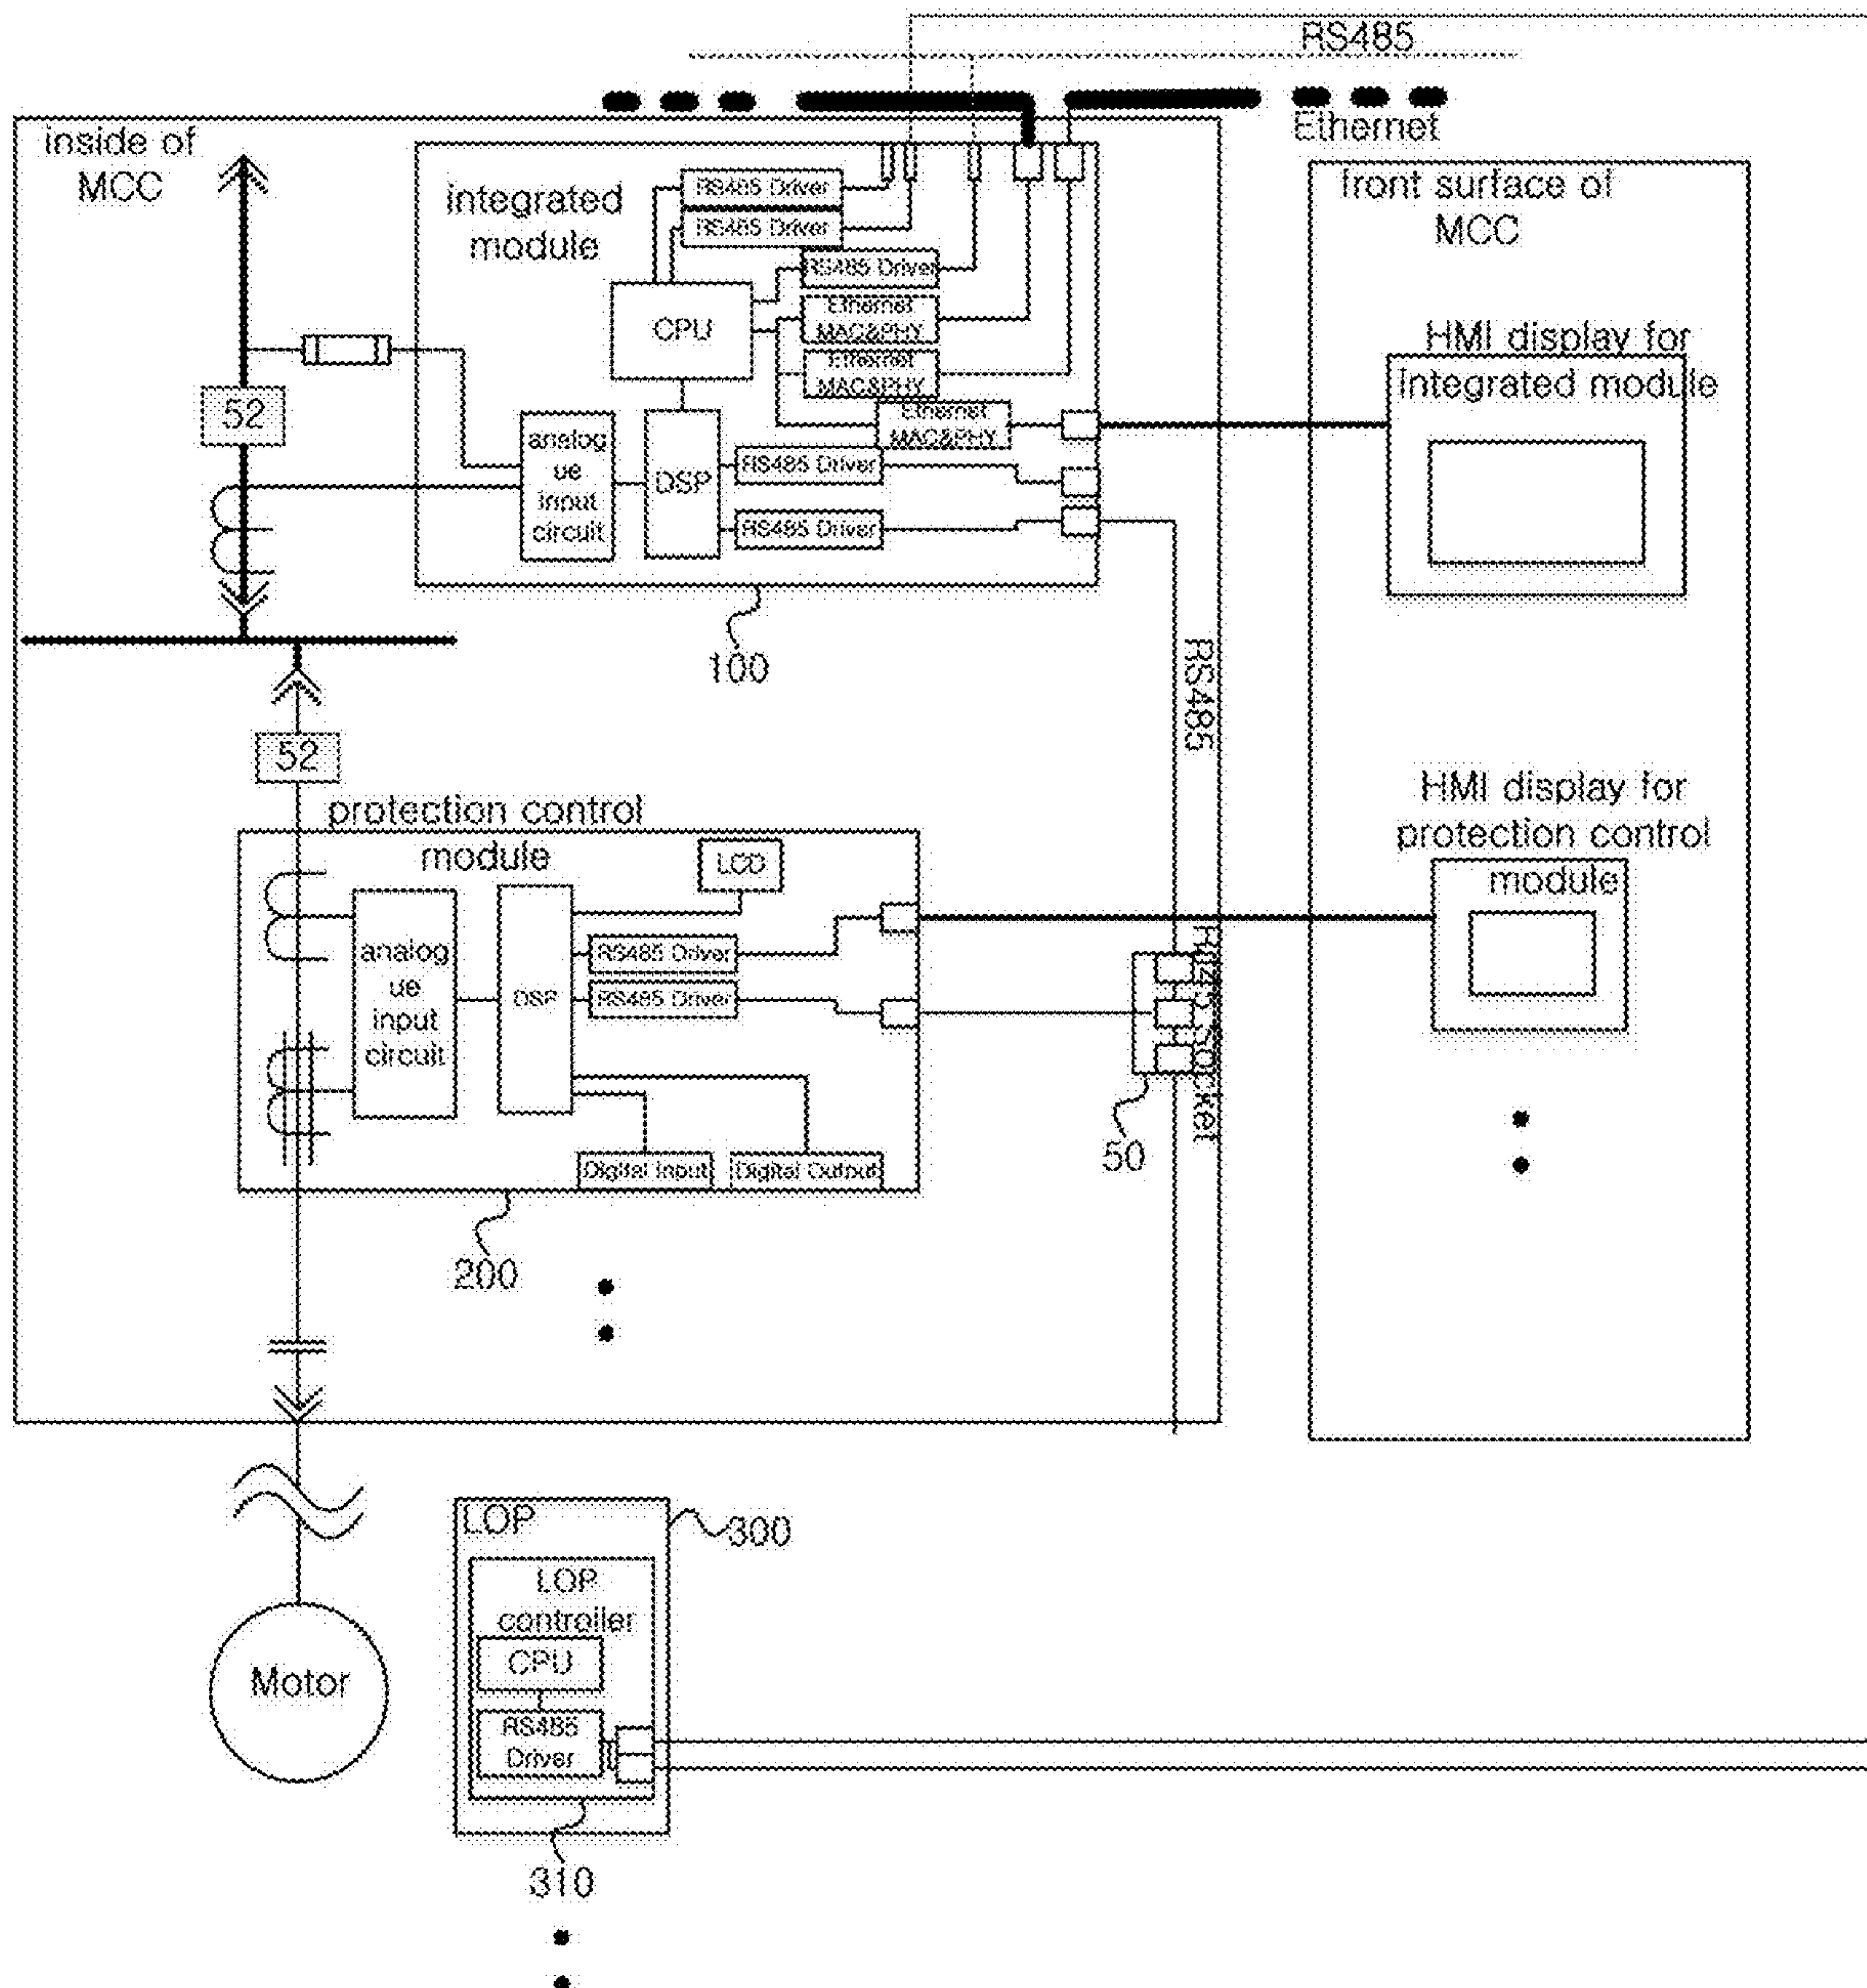 RS485
Ethernet
inside of
MCC
integrated
module
RS485 Driver
RS485 Driver
RS485 Driver
CPU
Ethernet
MAC&PHY
Ethernet
MAC&PHY
Ethernet
MAC&PHY
52
analog
ue
input
circuit
DSP
RS485 Driver
RS485 Driver
100
RS485
front surface of
MCC
HMI display for
integrated module
52
protection control
module
LCD
analog
ue
input
circuit
DSP
RS485 Driver
RS485 Driver
Digital Input
Digital Output
200
50
HMI display for
protection control
module
LOP
300
LOP
controller
CPU
RS485
Driver
310
Motor